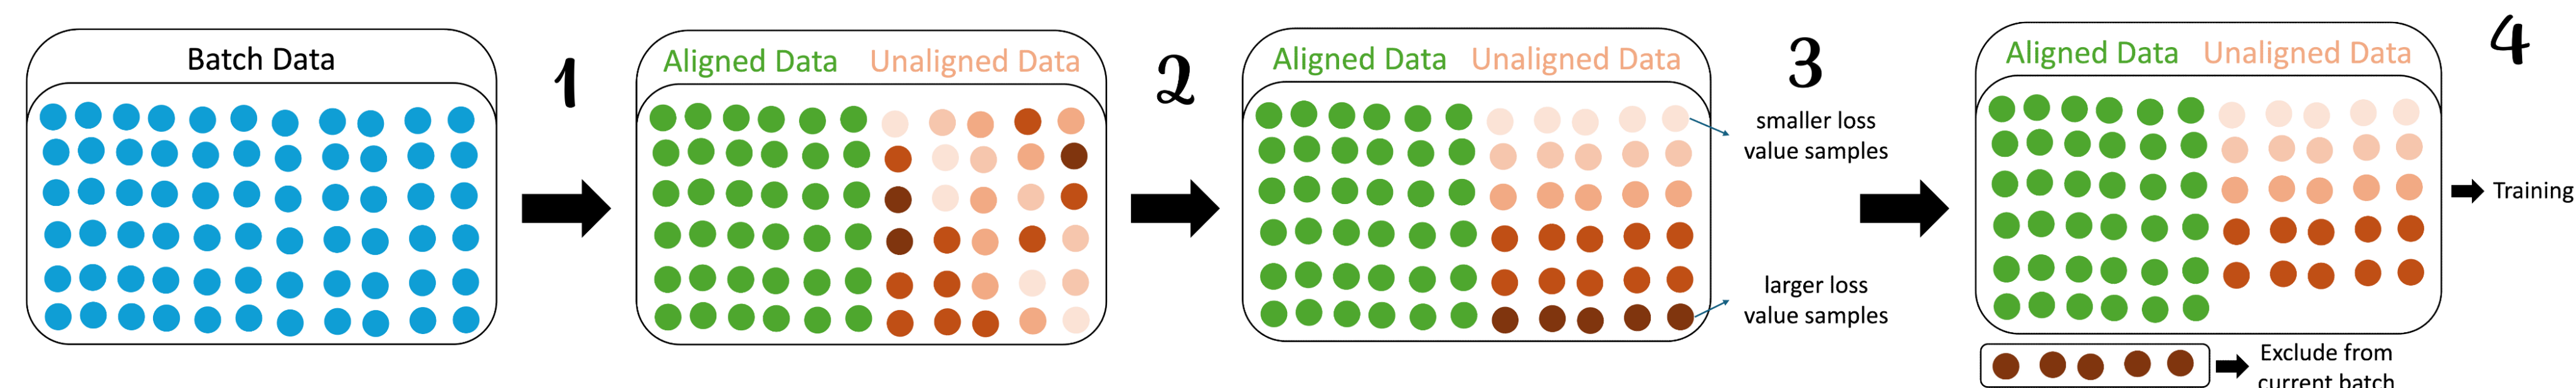 Batch Data
1
Aligned Data Unaligned Data
2
Aligned Data Unaligned Data
3
smaller loss
value samples
larger loss
value samples
Aligned Data Unaligned Data
4
Training
Exclude from
current batch